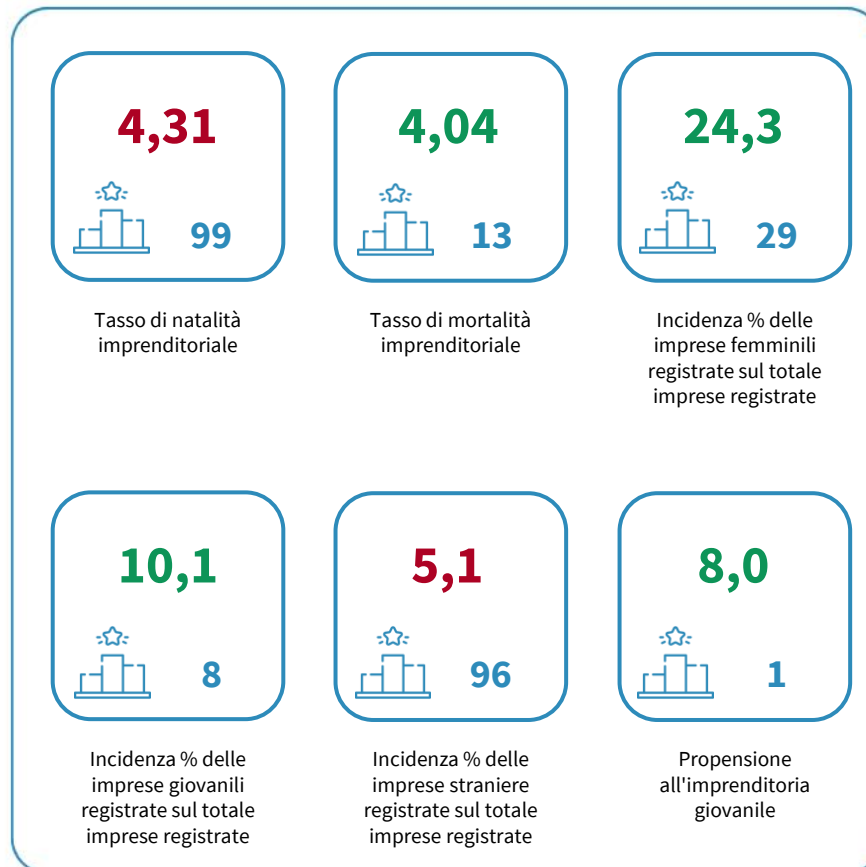 4,31
99
Tasso di natalità
imprenditoriale
4,04
13
Tasso di mortalità
imprenditoriale
24,3
29
Incidenza % delle
imprese femminili
registrate sul totale
imprese registrate
10,1
8
Incidenza % delle
imprese giovanili
registrate sul totale
imprese registrate
5,1
96
Incidenza % delle
imprese straniere
registrate sul totale
imprese registrate
8,0
1
Propensione
all'imprenditoria
giovanile